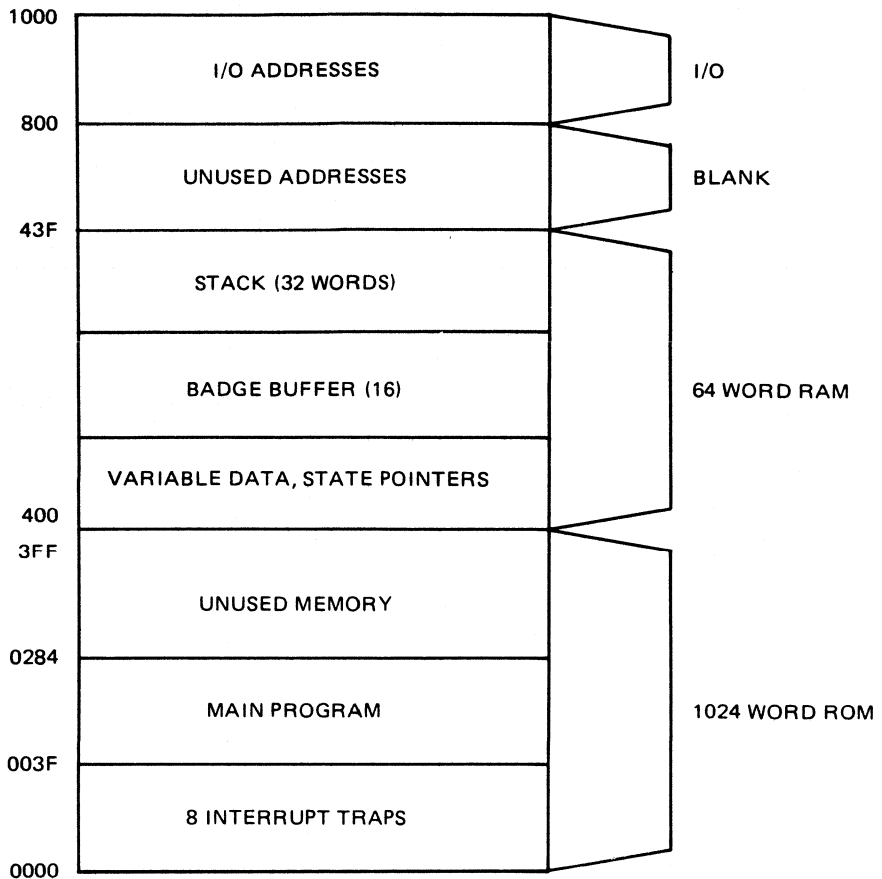 1000
I/O ADDRESSES
I/O
800
UNUSED ADDRESSES
BLANK
43F
STACK (32 WORDS)
BADGE BUFFER (16)
64 WORD RAM
VARIABLE DATA, STATE POINTERS
400
3FF
UNUSED MEMORY
0284
MAIN PROGRAM
1024 WORD ROM
003F
8 INTERRUPT TRAPS
0000